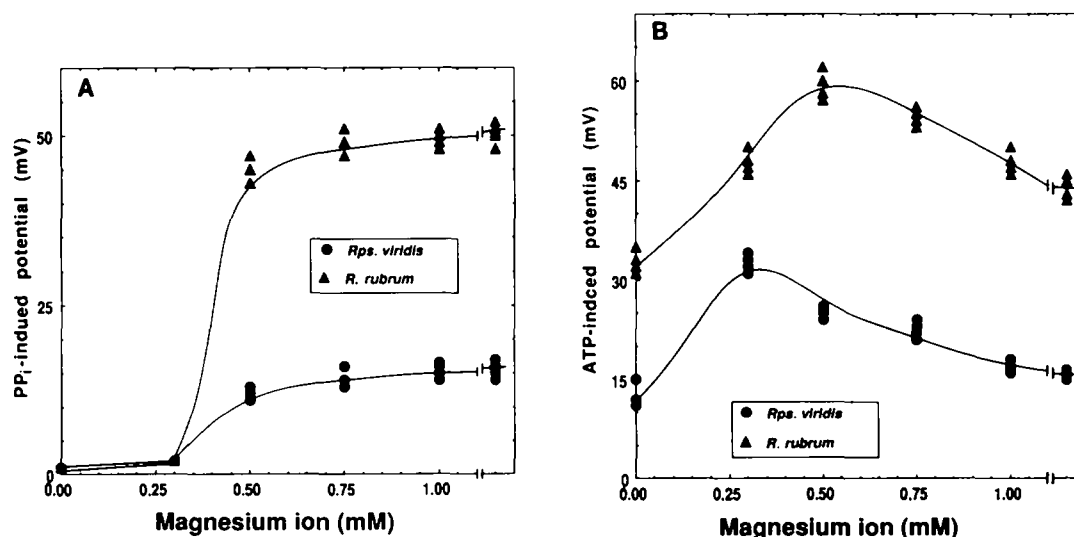 A
PPi-indued potential (mV)
50
25
0
0.00 0.25 0.50 0.75 1.00
Magnesium ion (mM)
Rps. viridis
R. rubrum
B
ATP-indced potential (mV)
60
45
30
15
0
0.00 0.25 0.50 0.75 1.00
Magnesium ion (mM)
Rps. viridis
R. rubrum